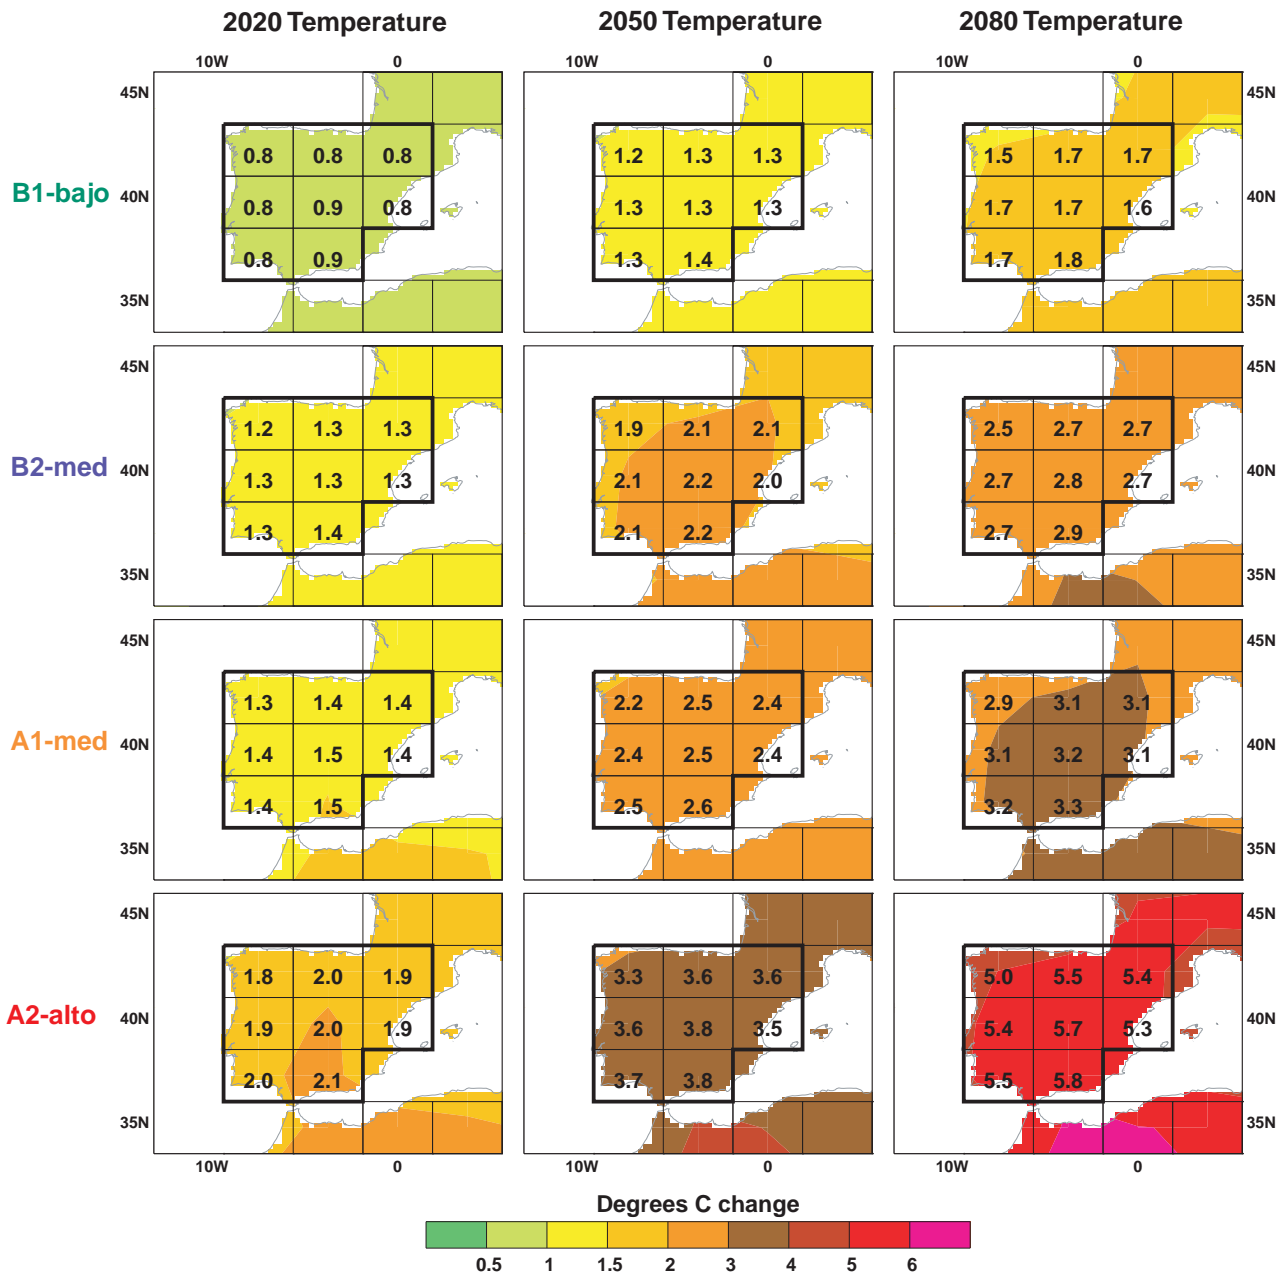 2020 Temperature 2050 Temperature 2080 Temperature
10W 0 10W 0 10W 0
45N 45N
0.8 0.8 0.8 1.2 1.3 1.3 1.5 1.7 1.7
B1-bajo
40N 40N
0.8 0.9 0.8 1.3 1.3 1.3 1.7 1.7 1.6
0.8 0.9 1.3 1.4 1.7 1.8
35N 35N
45N 45N
1.2 1.3 1.3 1.9 2.1 2.1 2.5 2.7 2.7
B2-med
40N 40N
1.3 1.3 1.3 2.1 2.2 2.0 2.7 2.8 2.7
1.3 1.4 2.1 2.2 2.7 2.9
35N 35N
45N 45N
1.3 1.4 1.4 2.2 2.5 2.4 2.9 3.1 3.1
A1-med
40N 40N
1.4 1.5 1.4 2.4 2.5 2.4 3.1 3.2 3.1
1.4 1.5 2.5 2.6 3.2 3.3
35N 35N
45N 45N
1.8 2.0 1.9 3.3 3.6 3.6 5.0 5.5 5.4
A2-alto
40N 40N
1.9 2.0 1.9 3.6 3.8 3.5 5.4 5.7 5.3
2.0 2.1 3.7 3.8 5.5 5.8
35N 35N
10W 0 10W 0 10W 0
Degrees C change
0.5 1 1.5 2 3 4 5 6